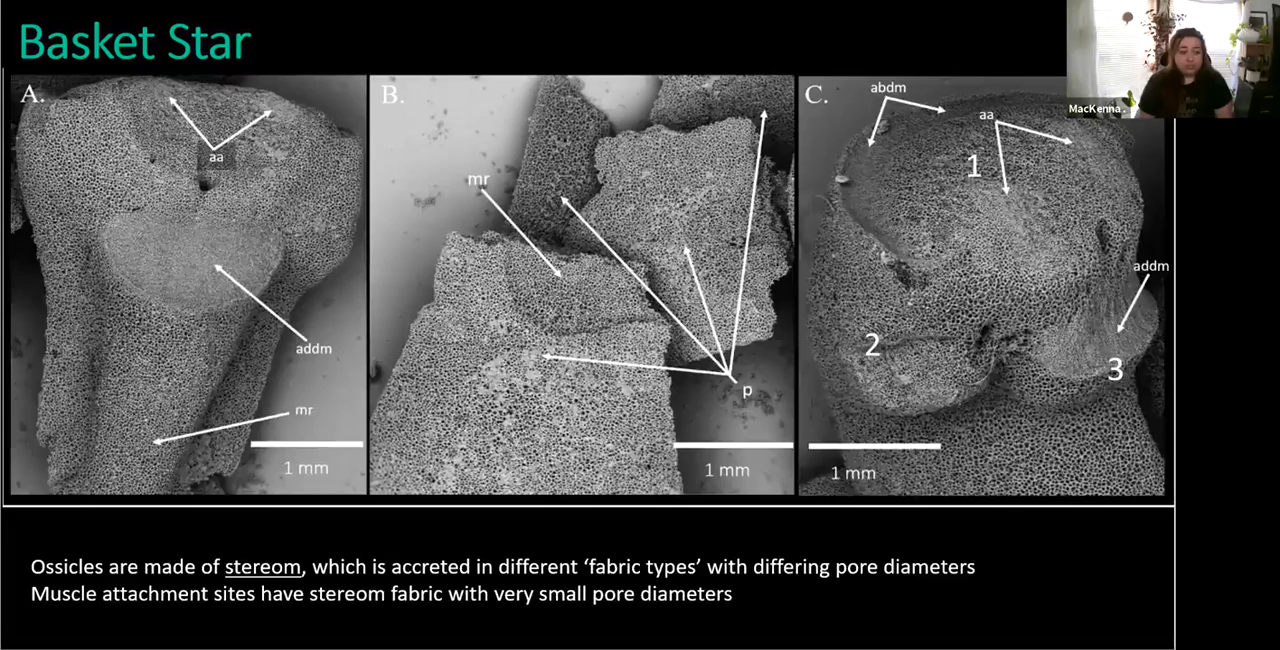 Basket Star
MacKenna
A.
aa
addm
mr
1 mm
B.
mr
p
1 mm
C.
abdm
aa
1
addm
2
3
1 mm
Ossicles are made of stereom, which is accreted in different ‘fabric types’ with differing pore diameters
Muscle attachment sites have stereom fabric with very small pore diameters